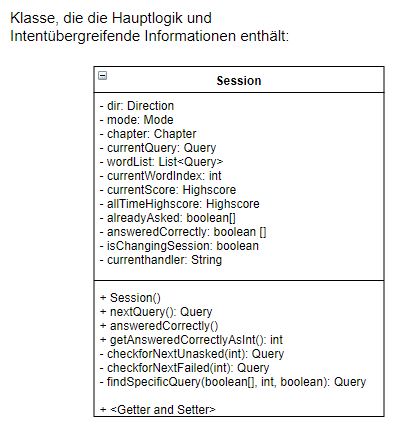 Klasse, die die Hauptlogik und
Intentübergreifende Informationen enthält:
Session
- dir: Direction
- mode: Mode
- chapter: Chapter
- currentQuery: Query
- wordList: List<Query>
- currentWordIndex: int
- currentScore: Highscore
- allTimeHighscore: Highscore
- alreadyAsked: boolean[]
- answeredCorrectly: boolean []
- isChangingSession: boolean
- currenthandler: String
+ Session()
+ nextQuery(): Query
+ answeredCorrectly()
+ getAnsweredCorrectlyAsInt(): int
- checkforNextUnasked(int): Query
- checkforNextFailed(int): Query
- findSpecificQuery(boolean[], int, boolean): Query
+ <Getter and Setter>